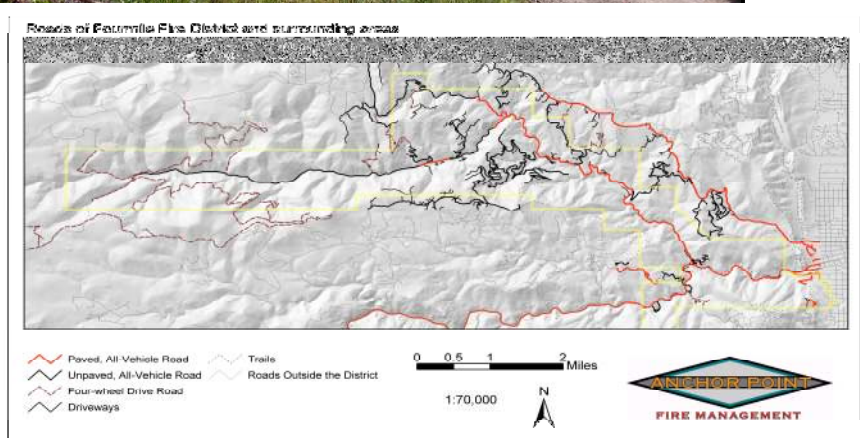 Roads of Fourmile Fire District and surrounding areas
Paved, All-Vehicle Road
Unpaved, All-Vehicle Road
Four-wheel Drive Road
Driveways
Trails
Roads Outside the District
0 0.5 1 2
Miles
1:70,000
N
ANCHOR POINT
FIRE MANAGEMENT